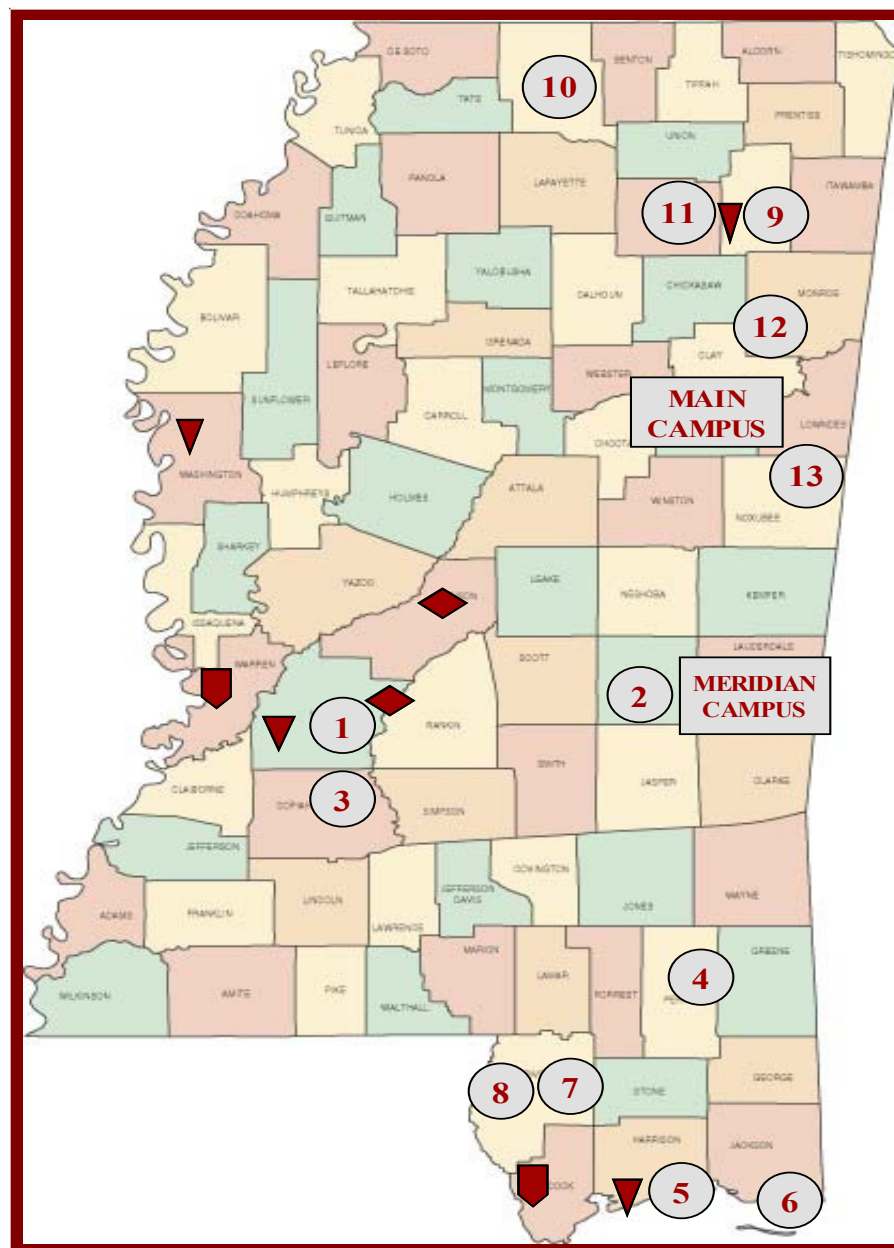 DE SOTO
BENTON
ALCORN
TISHOMINGO
TIPPAH
10
TATE
PRENTISS
TUNICA
UNION
PANOLA
LAFAYETTE
ITAWAMBA
COAHOMA
QUITMAN
11
9
YALOBUSHA
CHICKASAW
TALLAHATCHIE
CALHOUN
MONROE
BOLIVAR
12
GRENADA
CLAY
LEFLORE
WEBSTER
MONTGOMERY
SUNFLOWER
MAIN
CAMPUS
CARROLL
LOWNDES
CHOCTA
WASHINGTON
13
ATTALA
HUMPHREYS
HOLMES
WINSTON
NOXUBEE
SHARKEY
YAZOO
LEAKE
NESHOBA
KEMPER
ISSAQUENA
SCOTT
LAUDERDALE
WARREN
MERIDIAN
CAMPUS
2
1
RANKIN
SMITH
JASPER
CLARKE
CLAIBORNE
3
COPIAH
SIMPSON
JEFFERSON
COVINGTON
JEFFERSON
DAVIS
WAYNE
ADAMS
FRANKLIN
LINCOLN
LAWRENCE
JONES
MARION
GREENE
LAMAR
4
WILKINSON
AMITE
PIKE
WALTHALL
FORREST
GEORGE
8
7
STONE
HARRISON
JACKSON
COCK
5
6